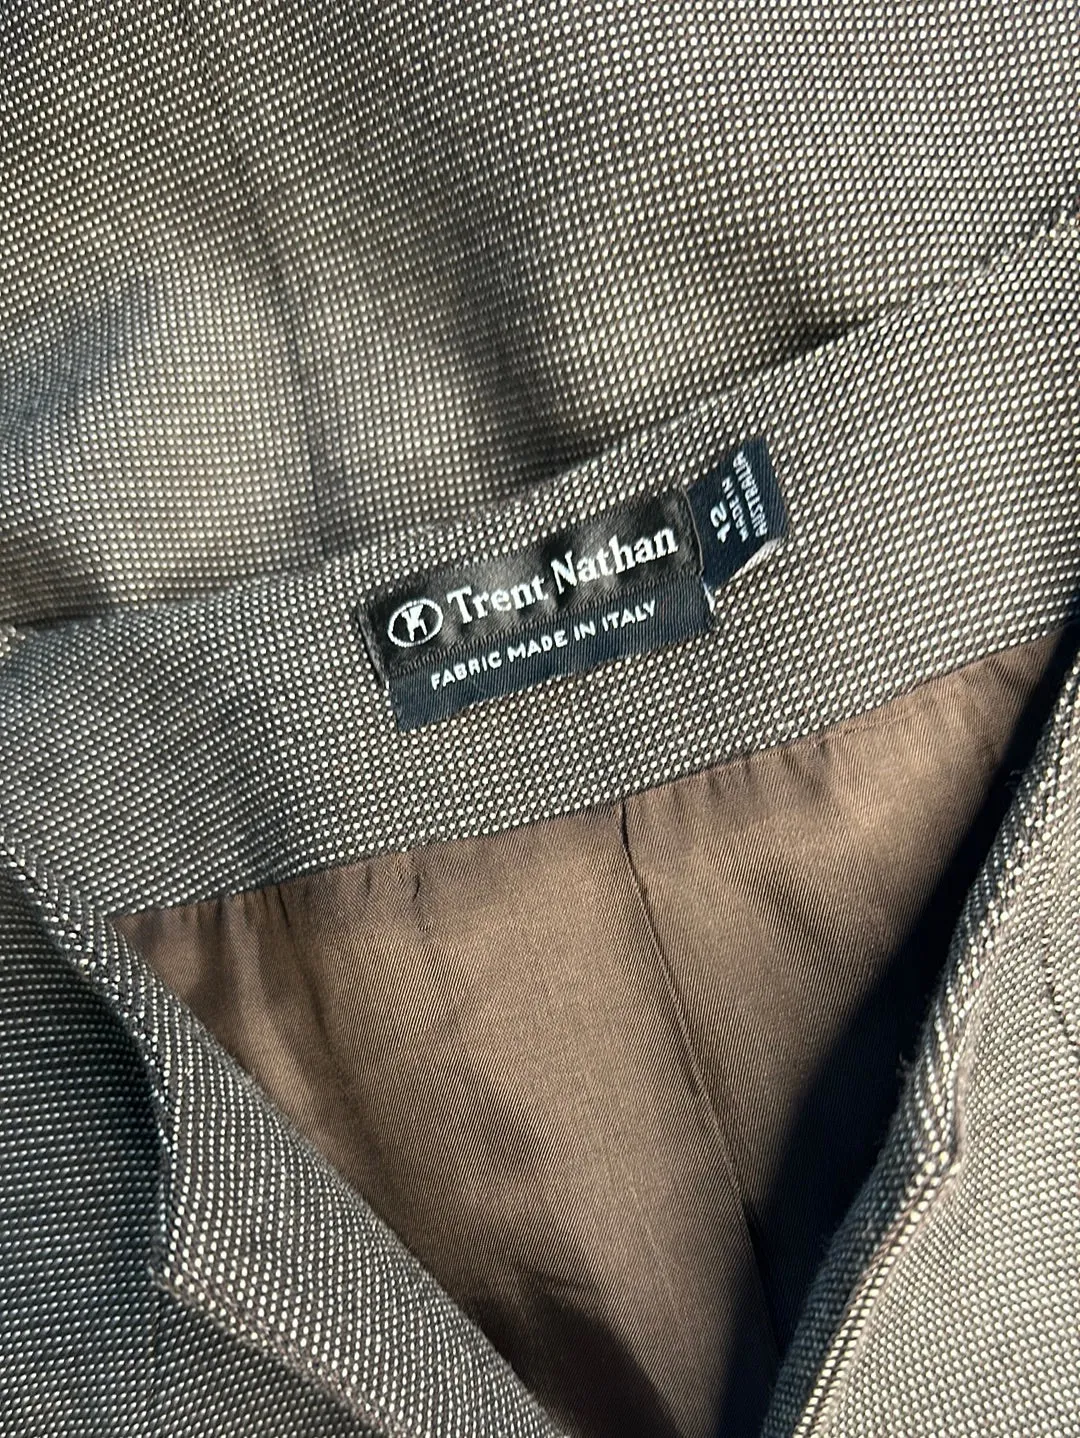 Trent Nathan
FABRIC MADE IN ITALY
12
MADE IN
AUSTRALIA